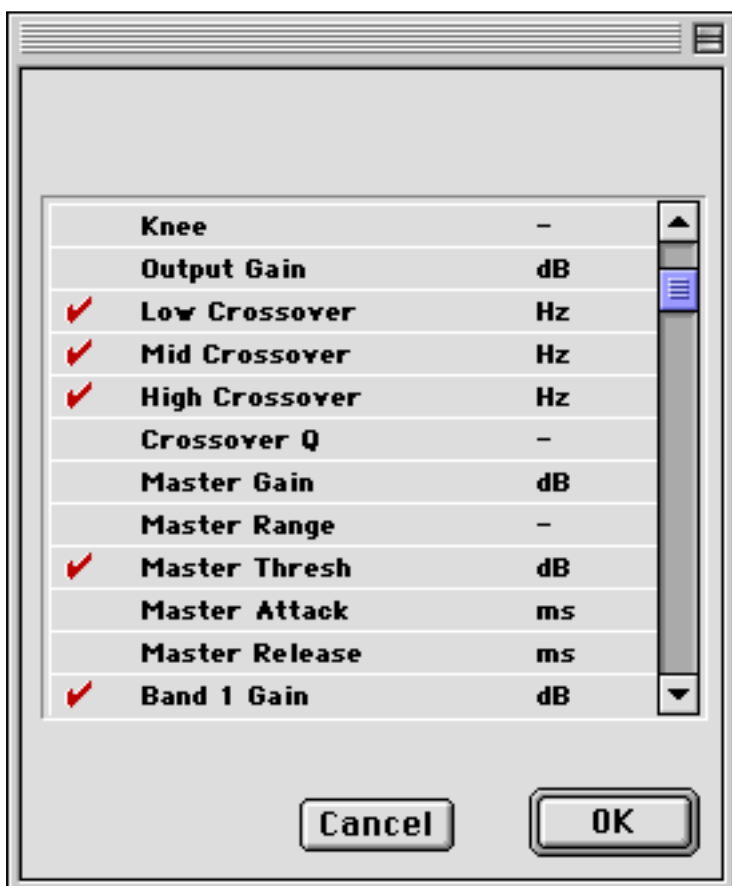 Knee -
Output Gain dB
Low Crossover Hz
Mid Crossover Hz
High Crossover Hz
Crossover Q -
Master Gain dB
Master Range -
Master Thresh dB
Master Attack ms
Master Release ms
Band 1 Gain dB
Cancel OK